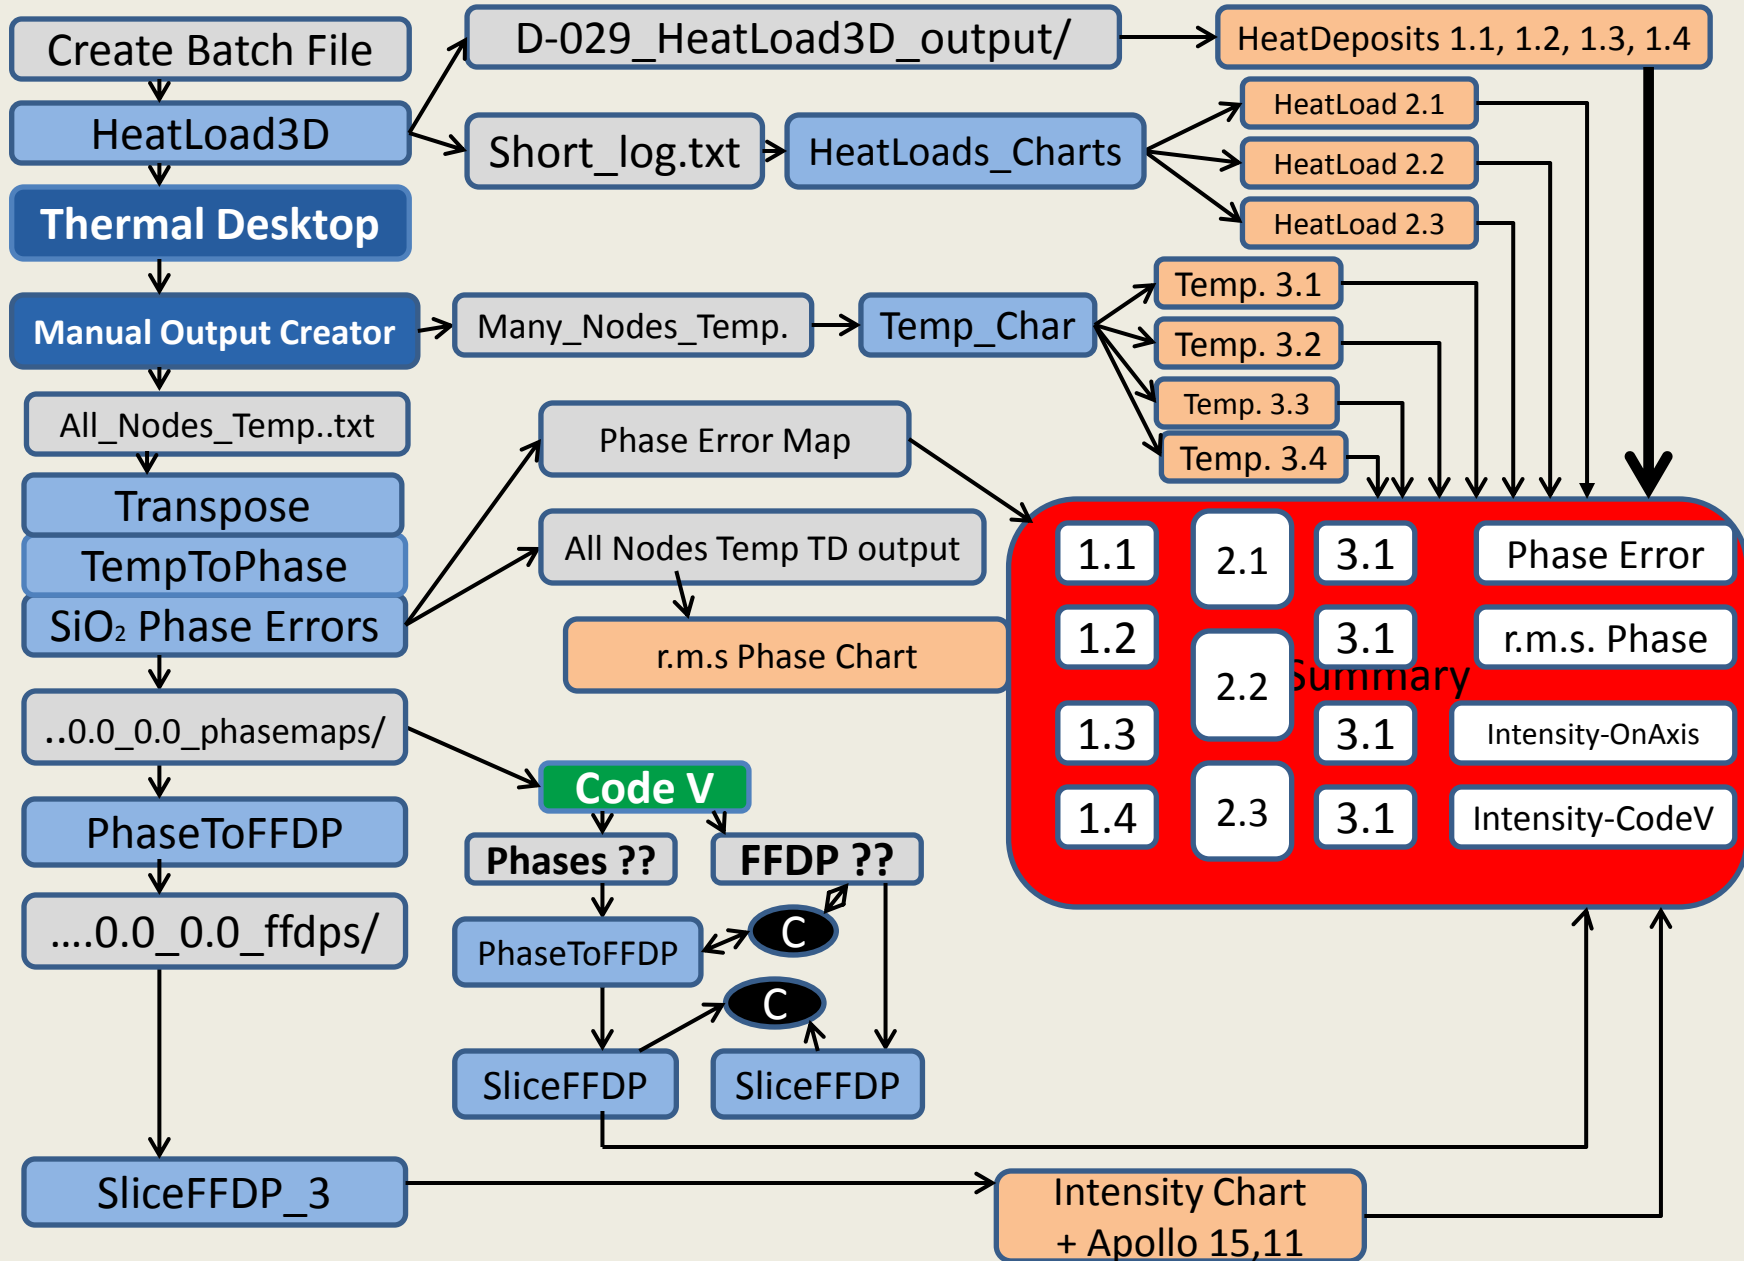 Create Batch File
D-029_HeatLoad3D_output/
HeatDeposits 1.1, 1.2, 1.3, 1.4
HeatLoad3D
Short_log.txt
HeatLoads_Charts
HeatLoad 2.1
HeatLoad 2.2
HeatLoad 2.3
Thermal Desktop
Manual Output Creator
Many_Nodes_Temp.
Temp_Char
Temp. 3.1
Temp. 3.2
Temp. 3.3
Temp. 3.4
All_Nodes_Temp..txt
Phase Error Map
Transpose
TempToPhase
SiO₂ Phase Errors
All Nodes Temp TD output
r.m.s Phase Chart
1.1
2.1
3.1
Phase Error
1.2
2.2
3.1
r.m.s. Phase
Summary
1.3
3.1
Intensity-OnAxis
1.4
2.3
3.1
Intensity-CodeV
..0.0_0.0_phasemaps/
Code V
PhaseToFFDP
Phases ??
FFDP ??
....0.0_0.0_ffdps/
PhaseToFFDP
C
C
SliceFFDP
SliceFFDP
SliceFFDP_3
Intensity Chart
+ Apollo 15,11